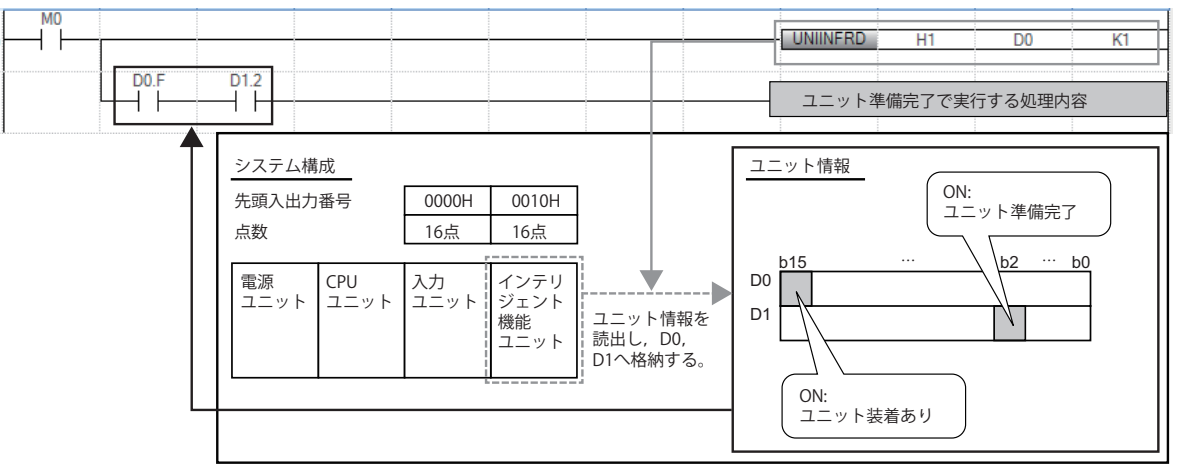 M0
UNIINFRD H1 D0 K1
D0.F D1.2
ユニット準備完了で実行する処理内容
システム構成
先頭入出力番号 0000H 0010H
点数 16点 16点
電源
ユニット
CPU
ユニット
入力
ユニット
インテリ
ジェント
機能
ユニット
ユニット情報を
読出し，D0，
D1へ格納する。
ユニット情報
ON:
ユニット準備完了
b15 … b2 … b0
D0
D1
ON:
ユニット装着あり